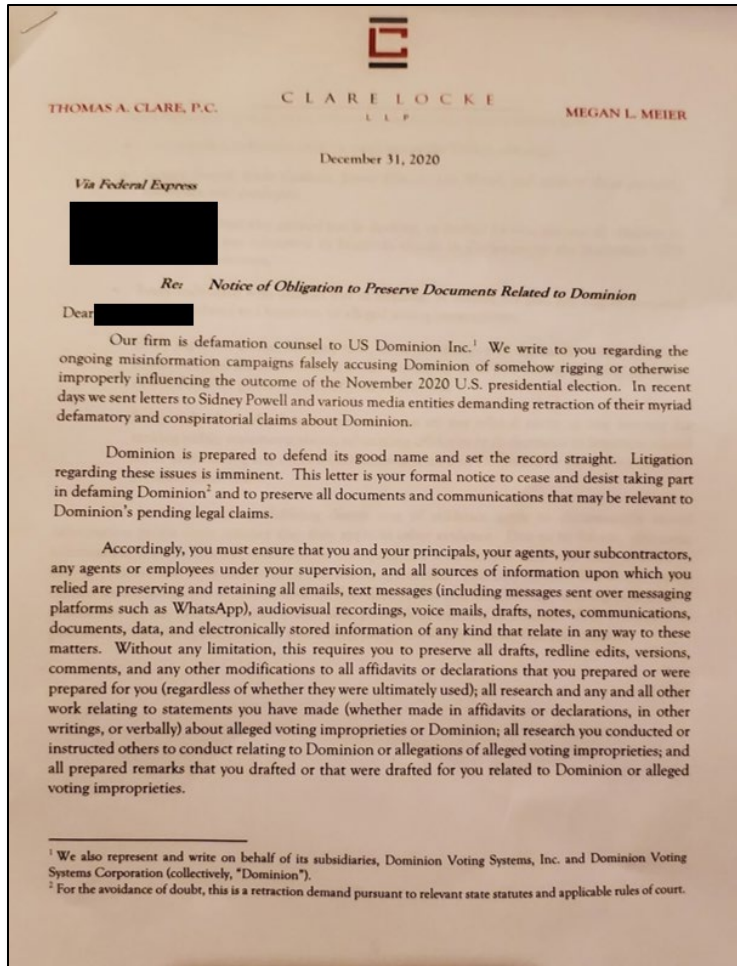 THOMAS A. CLARE, P.C.
CLARE LOCKE
LLP
MEGAN L. MEIER
December 31, 2020
Via Federal Express
Re: Notice of Obligation to Preserve Documents Related to Dominion
Dear
Our firm is defamation counsel to US Dominion Inc.¹ We write to you regarding the
ongoing misinformation campaigns falsely accusing Dominion of somehow rigging or otherwise
improperly influencing the outcome of the November 2020 U.S. presidential election. In recent
days we sent letters to Sidney Powell and various media entities demanding retraction of their myriad
defamatory and conspiratorial claims about Dominion.
Dominion is prepared to defend its good name and set the record straight. Litigation
regarding these issues is imminent. This letter is your formal notice to cease and desist taking part
in defaming Dominion² and to preserve all documents and communications that may be relevant to
Dominion's pending legal claims.
Accordingly, you must ensure that you and your principals, your agents, your subcontractors,
any agents or employees under your supervision, and all sources of information upon which you
relied are preserving and retaining all emails, text messages (including messages sent over messaging
platforms such as WhatsApp), audiovisual recordings, voice mails, drafts, notes, communications,
documents, data, and electronically stored information of any kind that relate in any way to these
matters. Without any limitation, this requires you to preserve all drafts, redline edits, versions,
comments, and any other modifications to all affidavits or declarations that you prepared or were
prepared for you (regardless of whether they were ultimately used); all research and any and all other
work relating to statements you have made (whether made in affidavits or declarations, in other
writings, or verbally) about alleged voting improprieties or Dominion; all research you conducted or
instructed others to conduct relating to Dominion or allegations of alleged voting improprieties; and
all prepared remarks that you drafted or that were drafted for you related to Dominion or alleged
voting improprieties.
¹ We also represent and write on behalf of its subsidiaries, Dominion Voting Systems, Inc. and Dominion Voting
Systems Corporation (collectively, "Dominion").
² For the avoidance of doubt, this is a retraction demand pursuant to relevant state statutes and applicable rules of court.